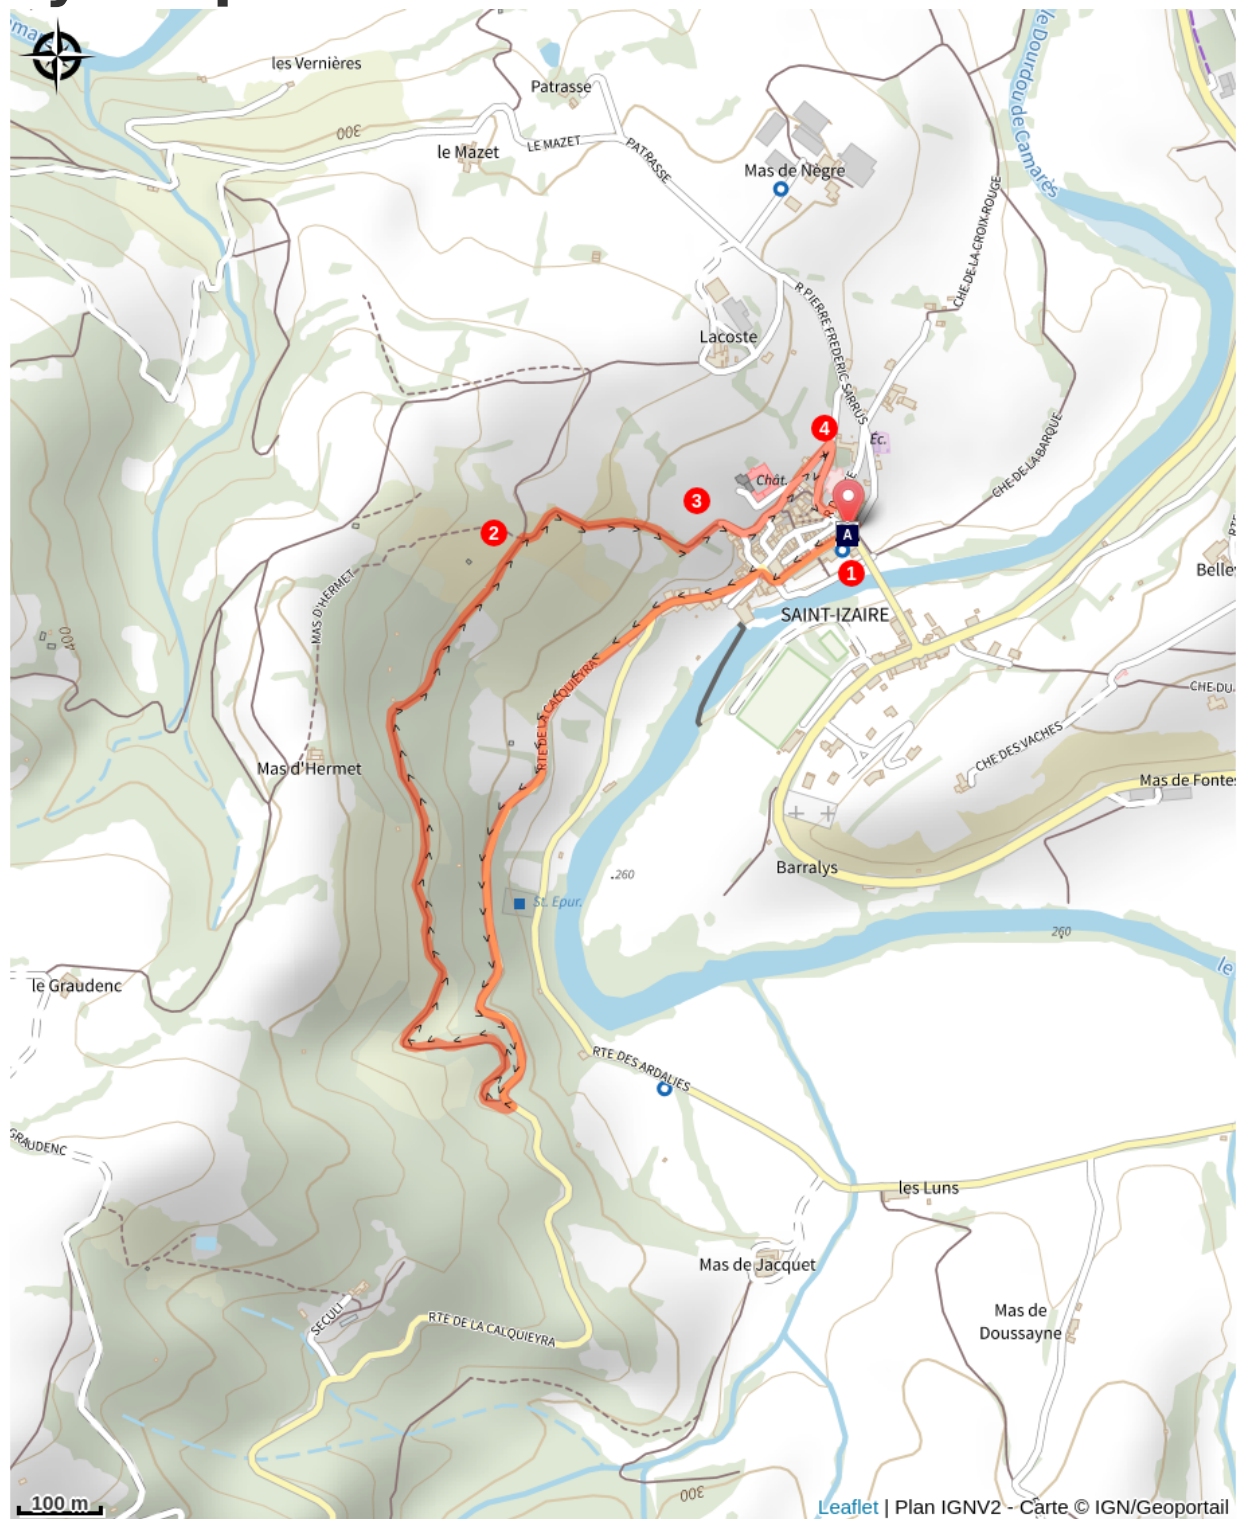 les Vernières
Patrasse
300
le Mazet
LE MAZET
PATRASSE
Mas de Nègre
le Dourdou de Camarès
CHE DE LA CROIX ROUGE
R PIERRE FREDERIC SARRUS
Lacoste
4
Éc.
Chât.
3
CHE DE LA BARQUE
2
A
1
Belle
MAS D'HERMET
SAINT-IZAIRE
400
RTE DE LA CALQUIEYRA
CHE DU
CHE DES VACHES
Mas d'Hermet
Mas de Fontes
Barralys
260
St. Epur.
260
le
le Graudenc
RTE DES ARDALIES
GRAUDENC
les Luns
Mas de Jacquet
SECULI
RTE DE LA CALQUIEYRA
Mas de
Doussayne
300
100 m
Leaflet | Plan IGNV2 - Carte © IGN/Geoportail